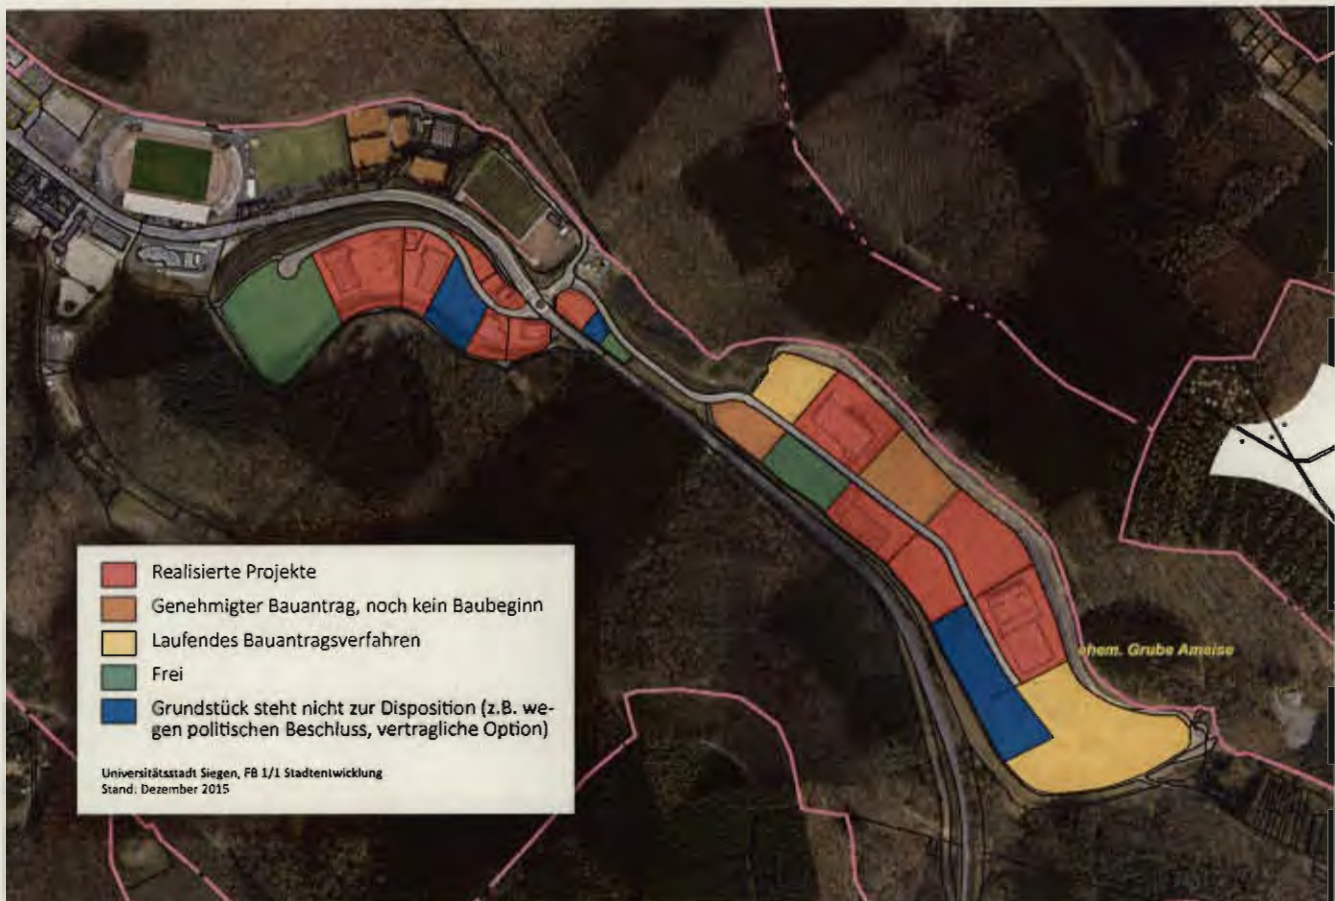 Realisierte Projekte
Genehmigter Bauantrag, noch kein Baubeginn
Laufendes Bauantragsverfahren
Frei
Grundstück steht nicht zur Disposition (z.B. we-
gen politischen Beschluss, vertragliche Option)
Universitätsstadt Siegen, FB 1/1 Stadtentwicklung
Stand: Dezember 2015
ehem. Grube Ameise